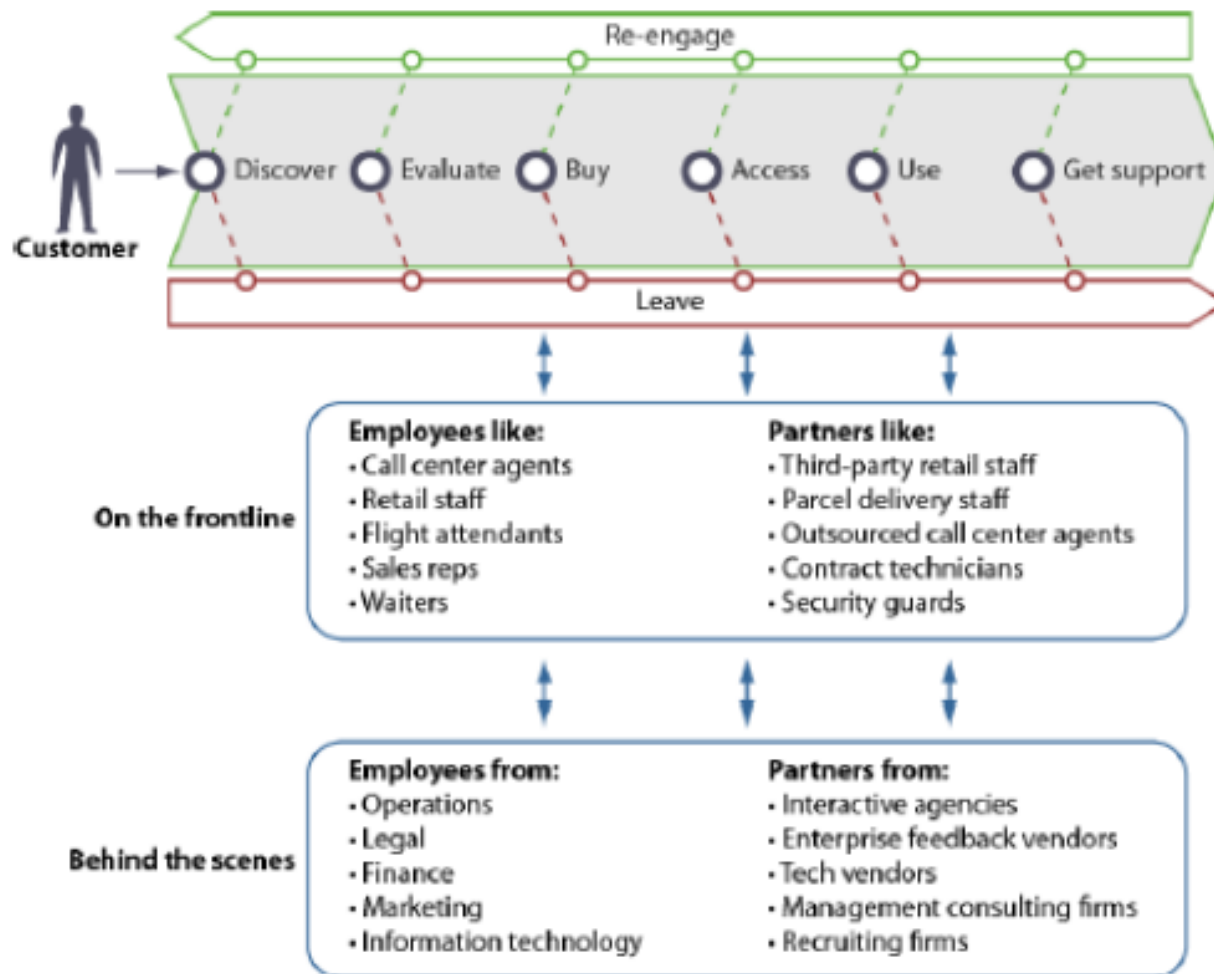 Re-engage
Discover
Evaluate
Buy
Access
Use
Get support
Customer
Leave
On the frontline
Employees like:
• Call center agents
• Retail staff
• Flight attendants
• Sales reps
• Waiters
Partners like:
• Third-party retail staff
• Parcel delivery staff
• Outsourced call center agents
• Contract technicians
• Security guards
Behind the scenes
Employees from:
• Operations
• Legal
• Finance
• Marketing
• Information technology
Partners from:
• Interactive agencies
• Enterprise feedback vendors
• Tech vendors
• Management consulting firms
• Recruiting firms